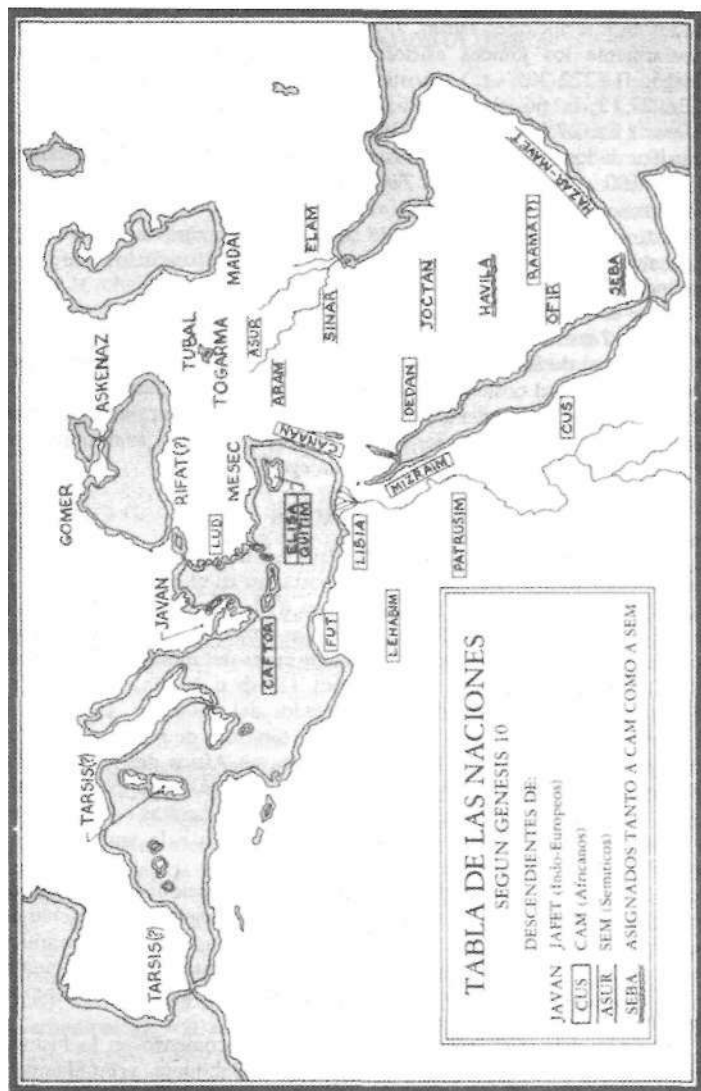 GOMER
ASKENAZ
TARSIS(?)
JAVAN
RIFAT(?)
TUBAL
TOGARMA
MADAI
TARSIS(?)
LUD
MESEC
ASUR
ARAM
ELAM
SINAR
CAFTOR
ELISA
QUITIM
CANAAN
FUT
LIBIA
DEDAN
JOCTAN
HAVILA
LEHABIM
MIZRAIM
RAAMA(?)
HAZAR-MAVET
OFIR
PATRUSIM
CUS
SEBA
TABLA DE LAS NACIONES
SEGUN GENESIS 10
DESCENDIENTES DE:
JAVAN JAFET (Indo-Europeos)
CUS CAM (Africanos)
ASUR SEM (Semiticos)
SEBA ASIGNADOS TANTO A CAM COMO A SEM